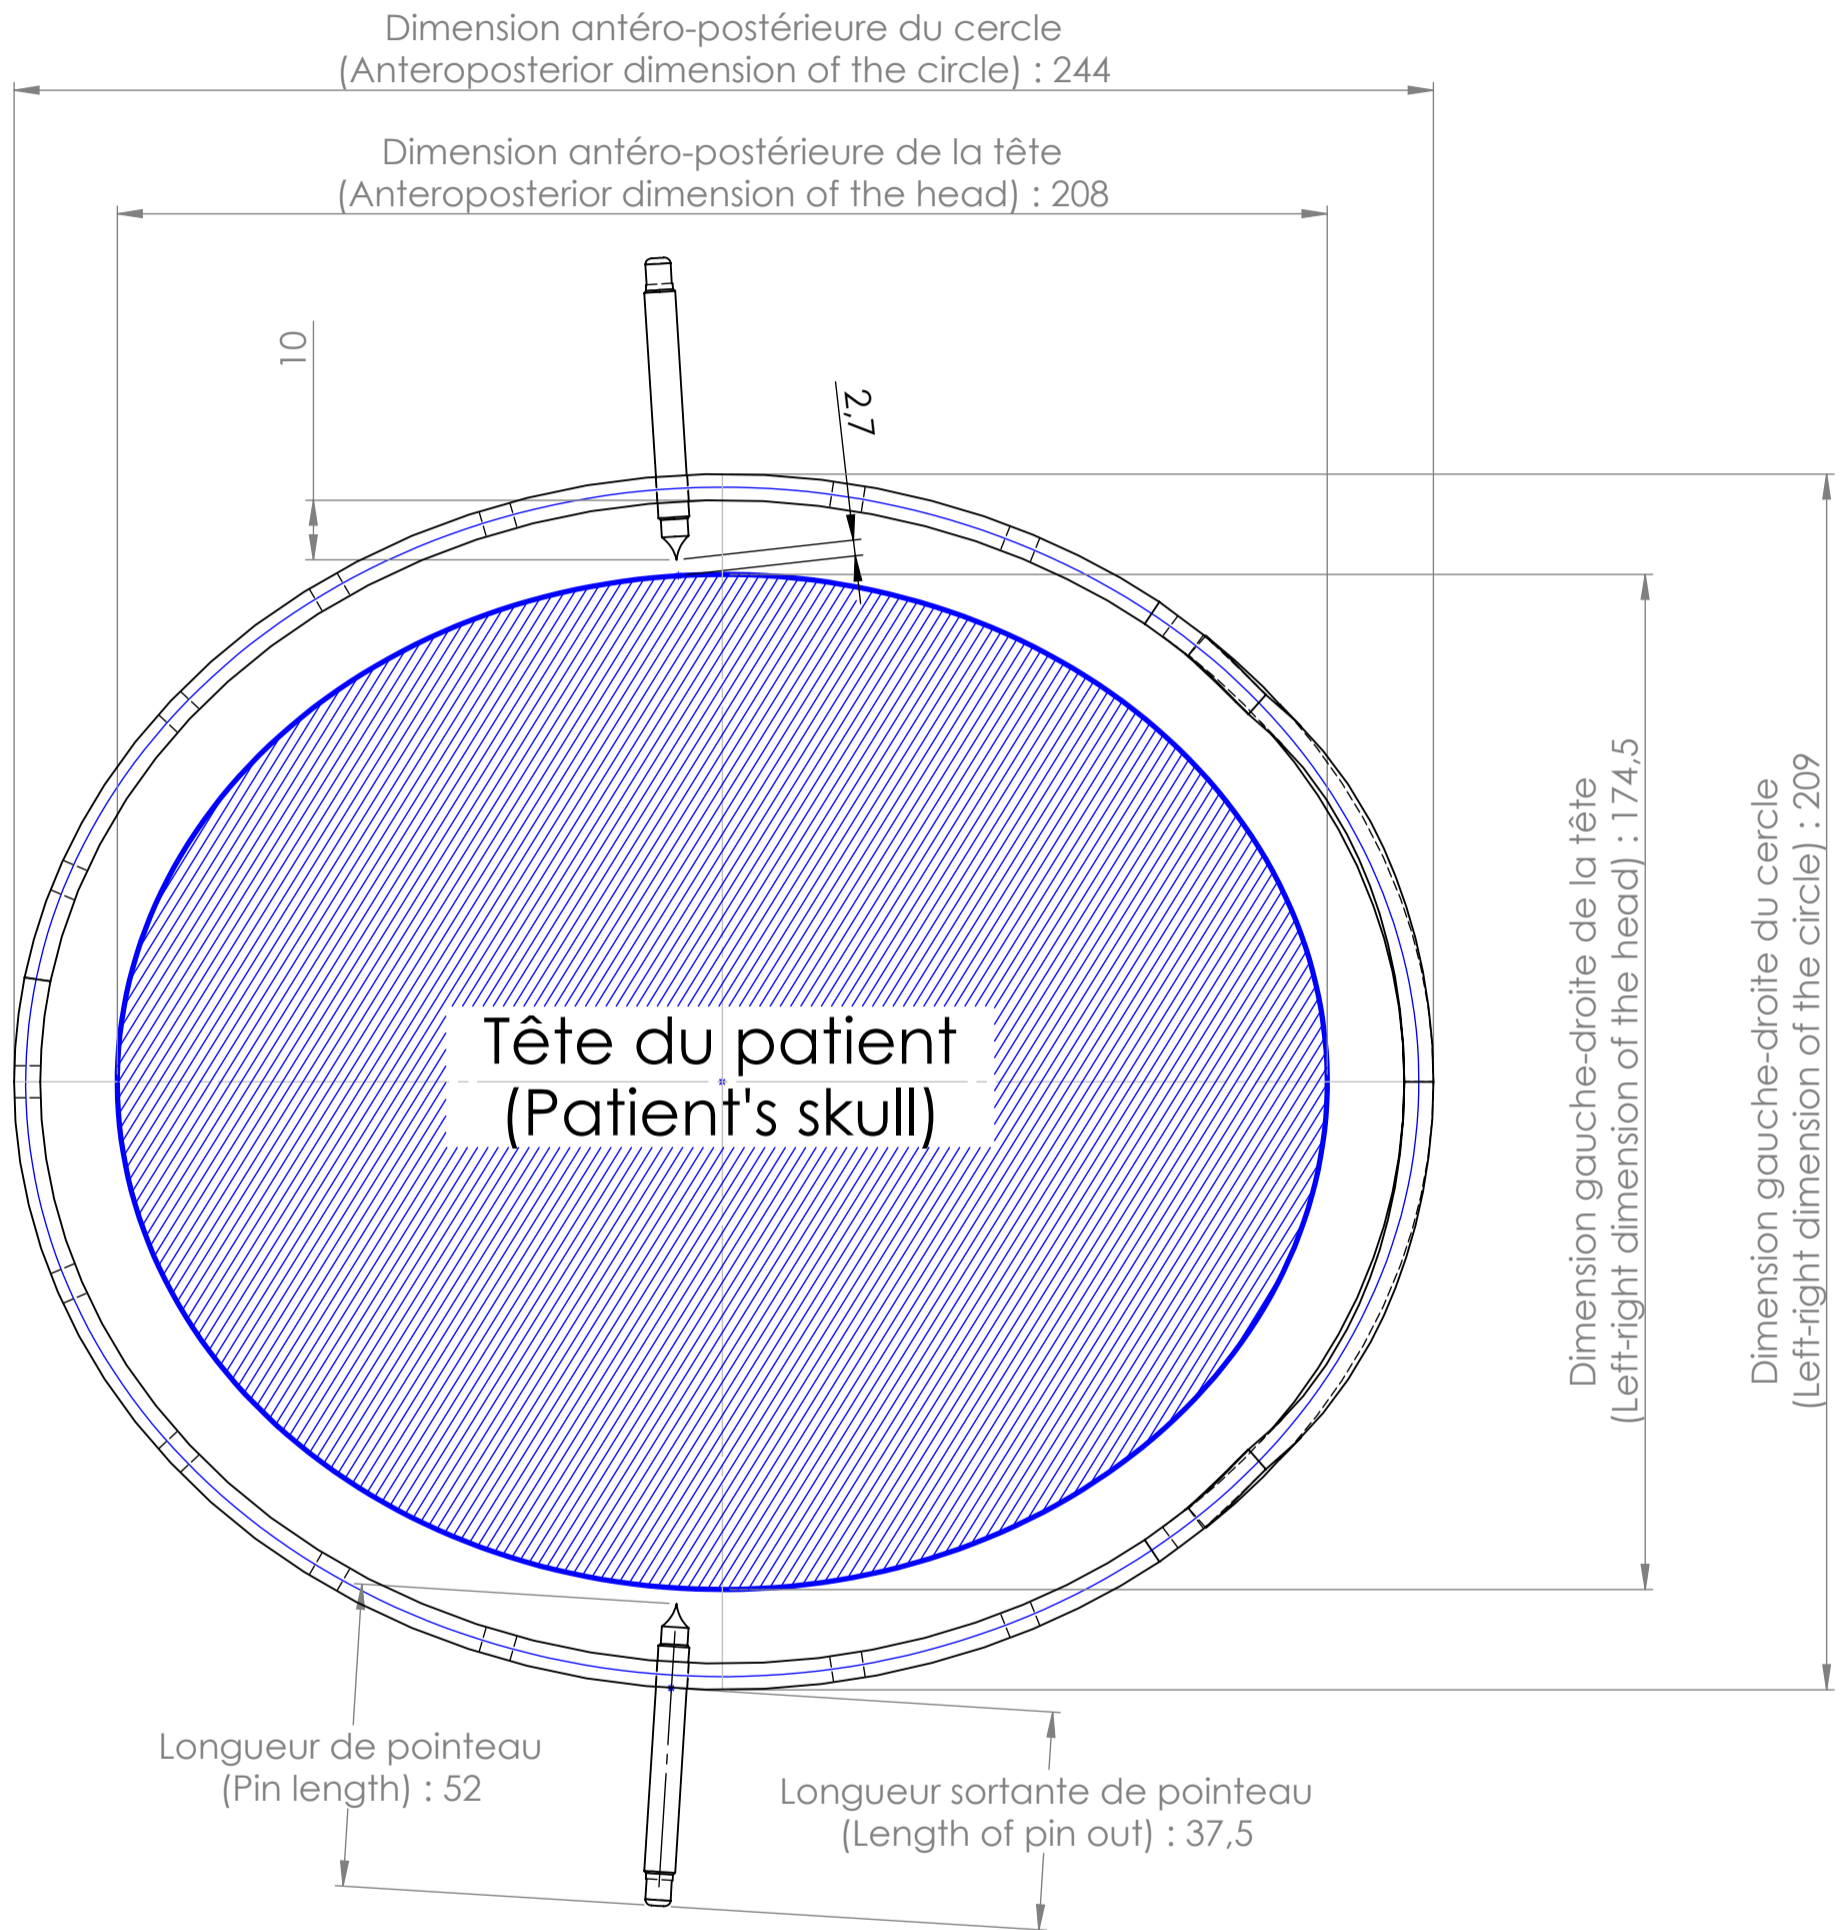 Dimension antéro-postérieure du cercle
(Anteroposterior dimension of the circle) : 244
Dimension antéro-postérieure de la tête
(Anteroposterior dimension of the head) : 208
10
2,7
Tête du patient
(Patient's skull)
Dimension gauche-droite de la tête
(Left-right dimension of the head) : 174,5
Dimension gauche-droite du cercle
(Left-right dimension of the circle) : 209
Longueur de pointeau
(Pin length) : 52
Longueur sortante de pointeau
(Length of pin out) : 37,5